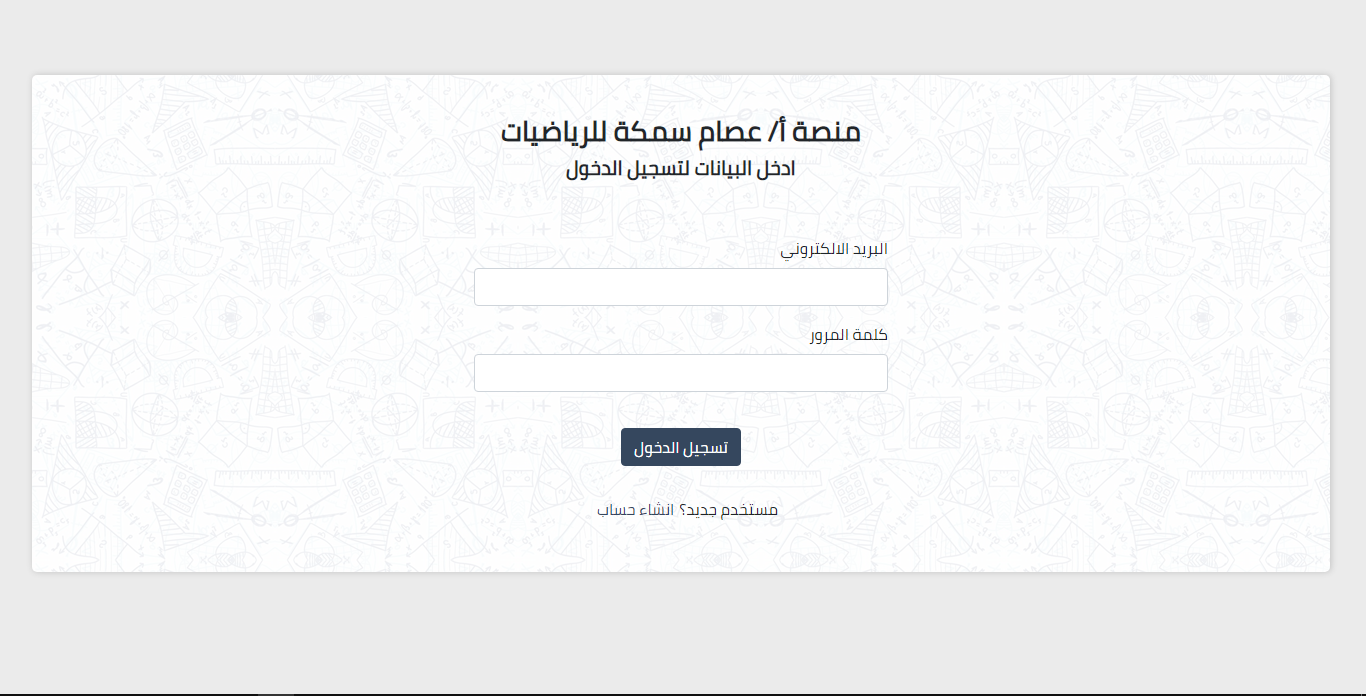 منصة أ/ عصام سمكة للرياضيات
ادخل البيانات لتسجيل الدخول
البريد الالكتروني
كلمة المرور
تسجيل الدخول
مستخدم جديد؟ انشاء حساب